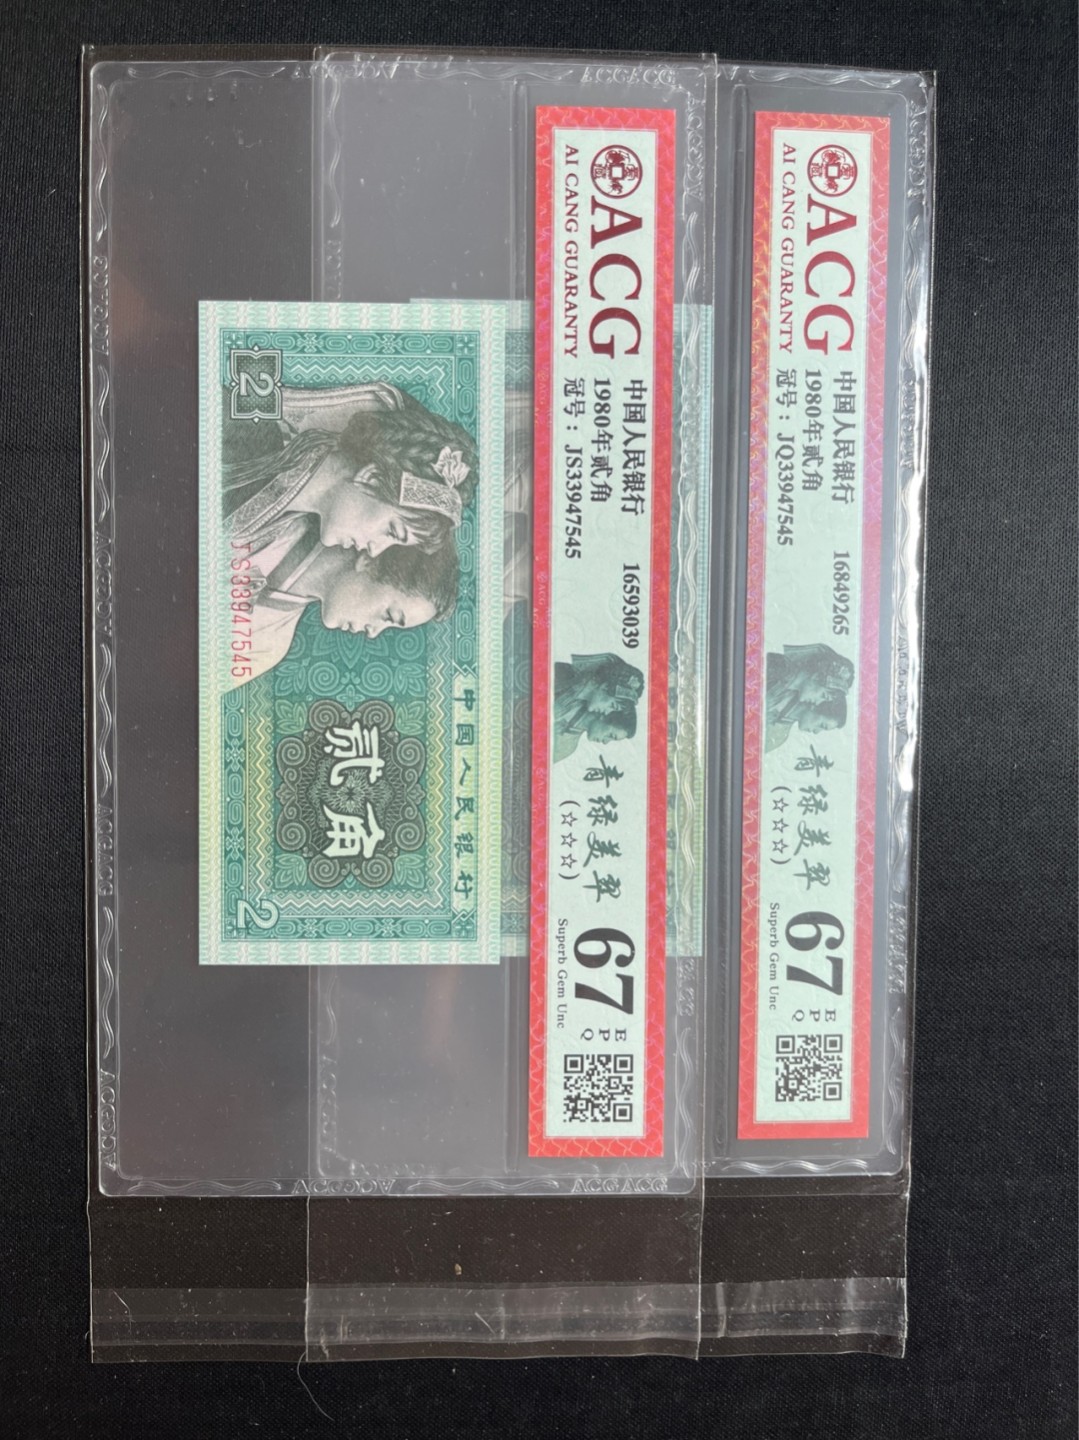 ACG
AI CANG GUARANTY
中国人民银行 16849265
1980年贰角
冠号：JQ33947545
青绿美翠
(☆☆☆)
67 EPQ
Superb Gem Unc
ACG
AI CANG GUARANTY
中国人民银行 16593039
1980年贰角
冠号：JS33947545
青绿美翠
(☆☆☆)
67 EPQ
Superb Gem Unc
中国人民银行
贰角
2
2
JS33947545
ACGACG
ACGACG